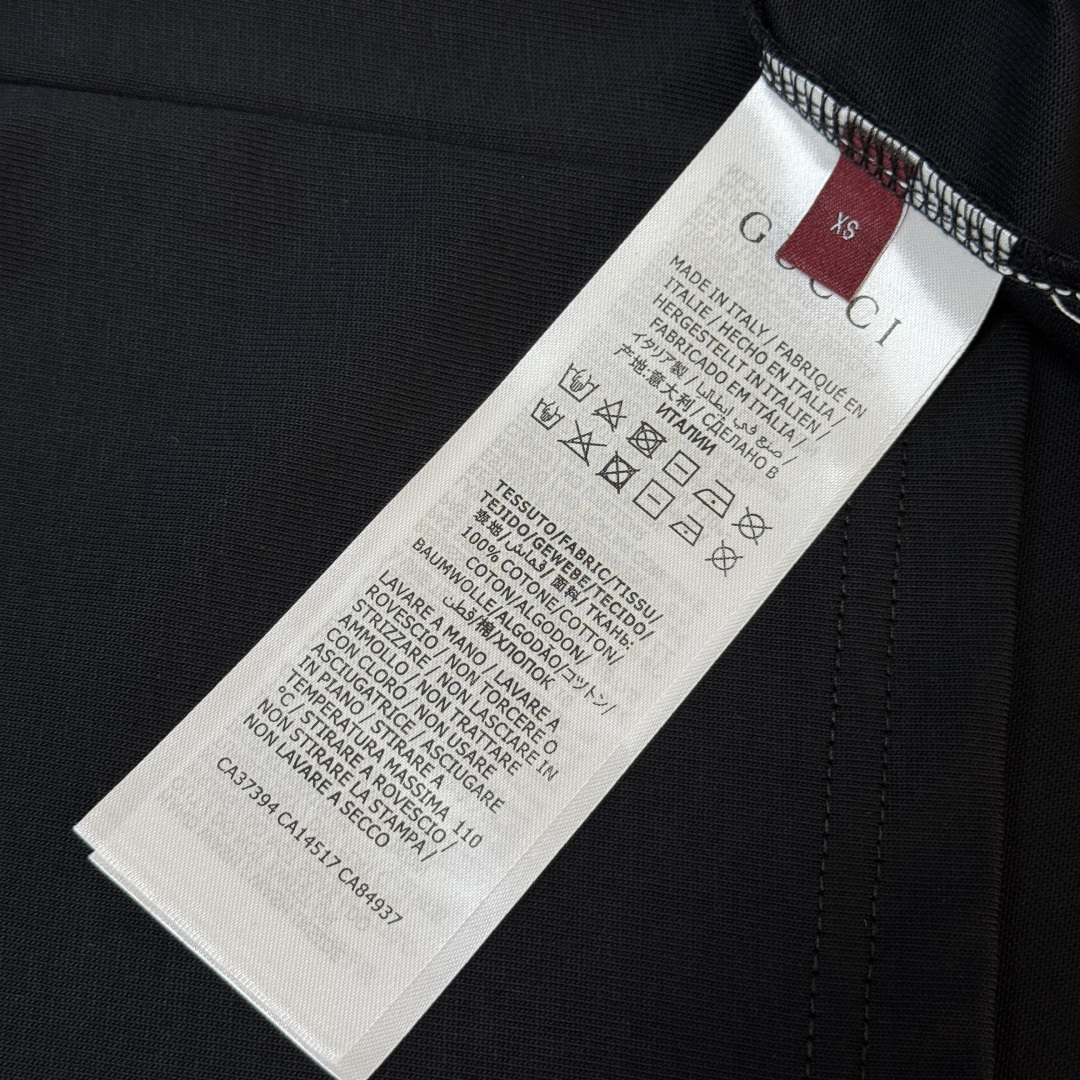 XS
GUCCI
MADE IN ITALY / FABRIQUÉ EN
ITALIE / HECHO EN ITALIA /
HERGESTELLT IN ITALIEN /
FABRICADO EM ITÁLIA /
イタリア製 / صنع في إيطاليا /
产地:意大利 / СДЕЛАНО В
ИТАЛИИ
TESSUTO/FABRIC/TISSU/
TEJIDO/GEWEBE/TECIDO/
表地/قماش/面料/ТКАНЬ:
100% COTONE/COTTON/
COTON/ALGODON/
BAUMWOLLE/ALGODÃO/コットン/
قطن/棉/ХЛОПОК
LAVARE A MANO / LAVARE A
ROVESCIO / NON TORCERE O
STRIZZARE / NON LASCIARE IN
AMMOLLO / NON TRATTARE
CON CLORO / NON USARE
ASCIUGATRICE / ASCIUGARE
IN PIANO / STIRARE A
TEMPERATURA MASSIMA 110
°C / STIRARE A ROVESCIO /
NON STIRARE LA STAMPA /
NON LAVARE A SECCO
CA37394 CA14517 CA84937